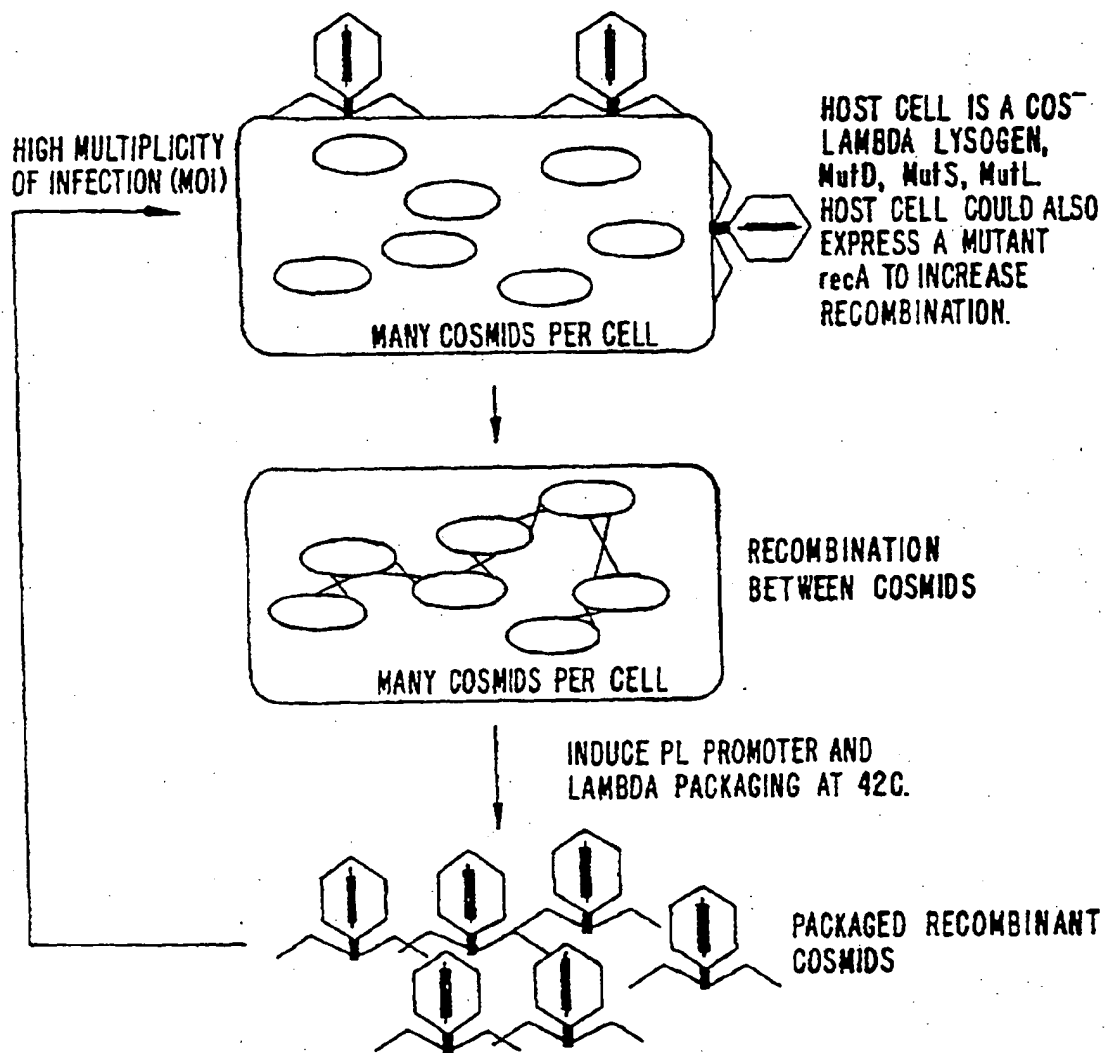 HIGH MULTIPLICITY
OF INFECTION (MOI)
HOST CELL IS A COS⁻
LAMBDA LYSOGEN,
MutD, MutS, MutL.
HOST CELL COULD ALSO
EXPRESS A MUTANT
recA TO INCREASE
RECOMBINATION.
MANY COSMIDS PER CELL
RECOMBINATION
BETWEEN COSMIDS
MANY COSMIDS PER CELL
INDUCE PL PROMOTER AND
LAMBDA PACKAGING AT 42C.
PACKAGED RECOMBINANT
COSMIDS